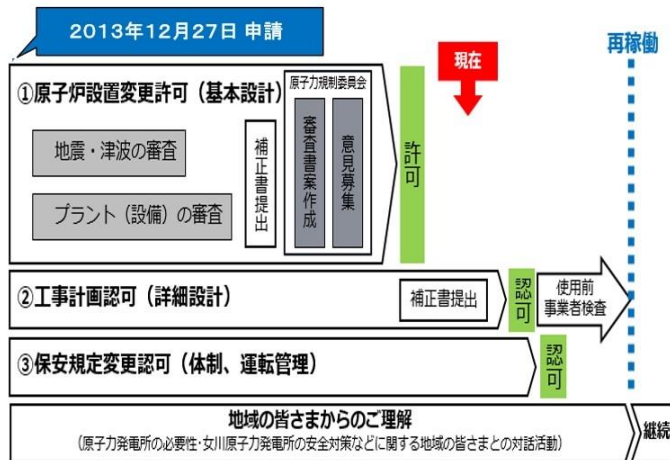 2013年12月27日 申請
再稼働
現在
①原子炉設置変更許可（基本設計）
原子力規制委員会
地震・津波の審査
プラント（設備）の審査
補正書提出
審査書案作成
意見募集
許可
②工事計画認可（詳細設計）
補正書提出
認可
使用前
事業者検査
③保安規定変更認可（体制、運転管理）
認可
地域の皆さまからのご理解
（原子力発電所の必要性・女川原子力発電所の安全対策などに関する地域の皆さまとの対話活動）
継続